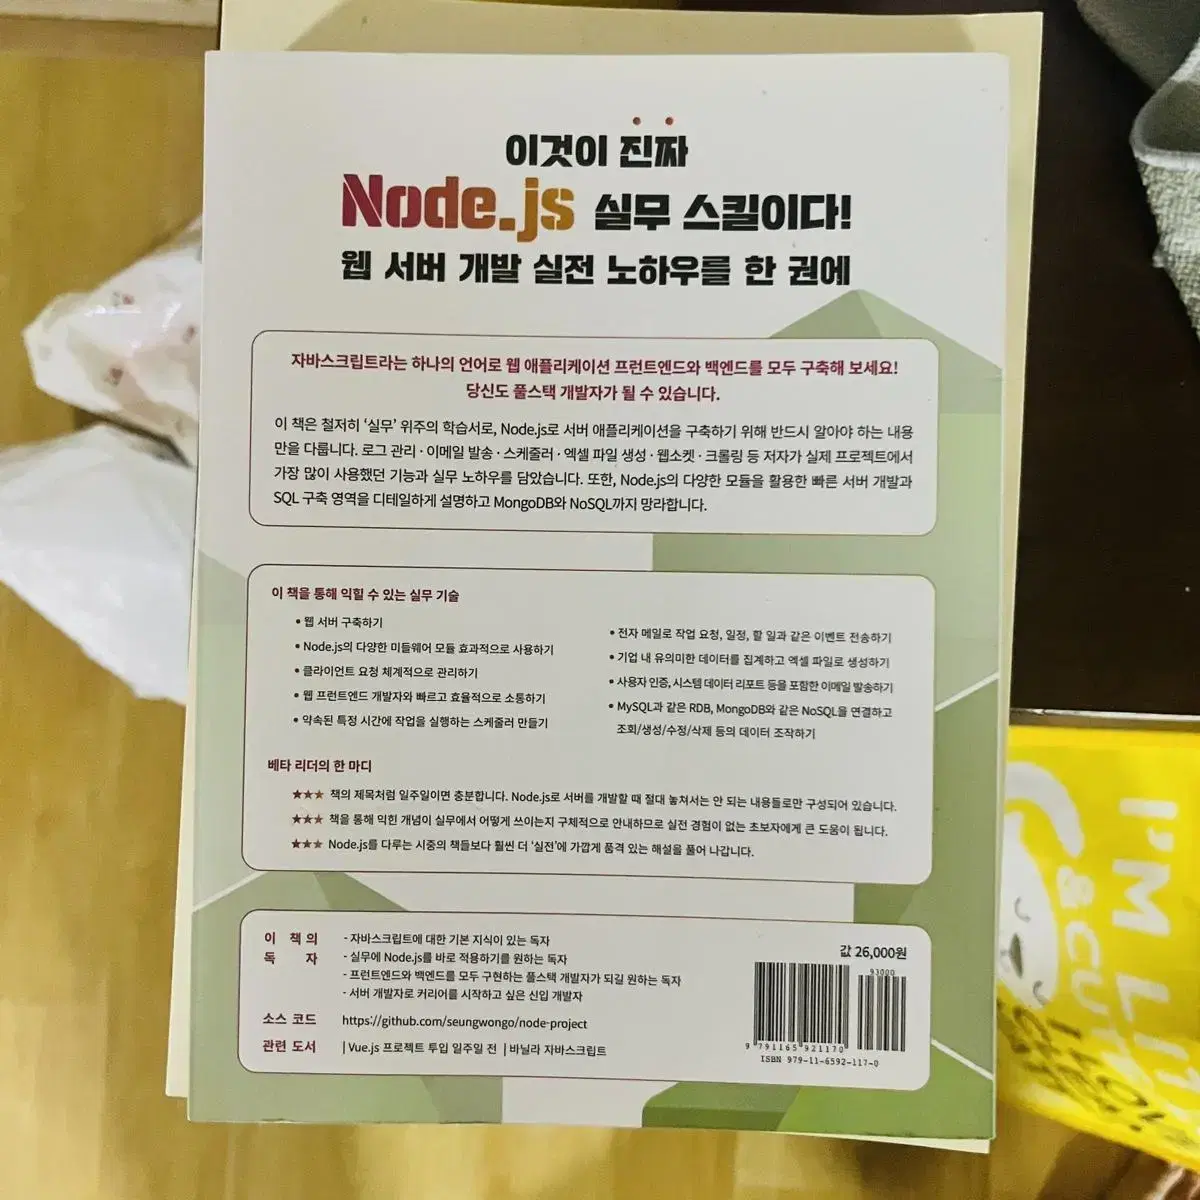 이것이 진짜
Node.js 실무 스킬이다!
웹 서버 개발 실전 노하우를 한 권에
자바스크립트라는 하나의 언어로 웹 애플리케이션 프런트엔드와 백엔드를 모두 구축해 보세요!
당신도 풀스택 개발자가 될 수 있습니다.
이 책은 철저히 '실무' 위주의 학습서로, Node.js로 서버 애플리케이션을 구축하기 위해 반드시 알아야 하는 내용
만을 다룹니다. 로그 관리 · 이메일 발송 · 스케줄러 · 엑셀 파일 생성 · 웹소켓 · 크롤링 등 저자가 실제 프로젝트에서
가장 많이 사용했던 기능과 실무 노하우를 담았습니다. 또한, Node.js의 다양한 모듈을 활용한 빠른 서버 개발과
SQL 구축 영역을 디테일하게 설명하고 MongoDB와 NoSQL까지 망라합니다.
이 책을 통해 익힐 수 있는 실무 기술
• 웹 서버 구축하기
• Node.js의 다양한 미들웨어 모듈 효과적으로 사용하기
• 클라이언트 요청 체계적으로 관리하기
• 웹 프런트엔드 개발자와 빠르고 효율적으로 소통하기
• 약속된 특정 시간에 작업을 실행하는 스케줄러 만들기
• 전자 메일로 작업 요청, 일정, 할 일과 같은 이벤트 전송하기
• 기업 내 유의미한 데이터를 집계하고 엑셀 파일로 생성하기
• 사용자 인증, 시스템 데이터 리포트 등을 포함한 이메일 발송하기
• MySQL과 같은 RDB, MongoDB와 같은 NoSQL을 연결하고
조회/생성/수정/삭제 등의 데이터 조작하기
베타 리더의 한 마디
★★★ 책의 제목처럼 일주일이면 충분합니다. Node.js로 서버를 개발할 때 절대 놓쳐서는 안 되는 내용들로만 구성되어 있습니다.
★★★ 책을 통해 익힌 개념이 실무에서 어떻게 쓰이는지 구체적으로 안내하므로 실전 경험이 없는 초보자에게 큰 도움이 됩니다.
★★★ Node.js를 다루는 시중의 책들보다 훨씬 더 '실전'에 가깝게 품격 있는 해설을 풀어 나갑니다.
이 책의
독자
- 자바스크립트에 대한 기본 지식이 있는 독자
- 실무에 Node.js를 바로 적용하기를 원하는 독자
- 프런트엔드와 백엔드를 모두 구현하는 풀스택 개발자가 되길 원하는 독자
- 서버 개발자로 커리어를 시작하고 싶은 신입 개발자
소스 코드 https://github.com/seungwongo/node-project
관련 도서 | Vue.js 프로젝트 투입 일주일 전 | 바닐라 자바스크립트
값 26,000원
93000
9 791165 921170
ISBN 979-11-6592-117-0
I'M
& CUTE